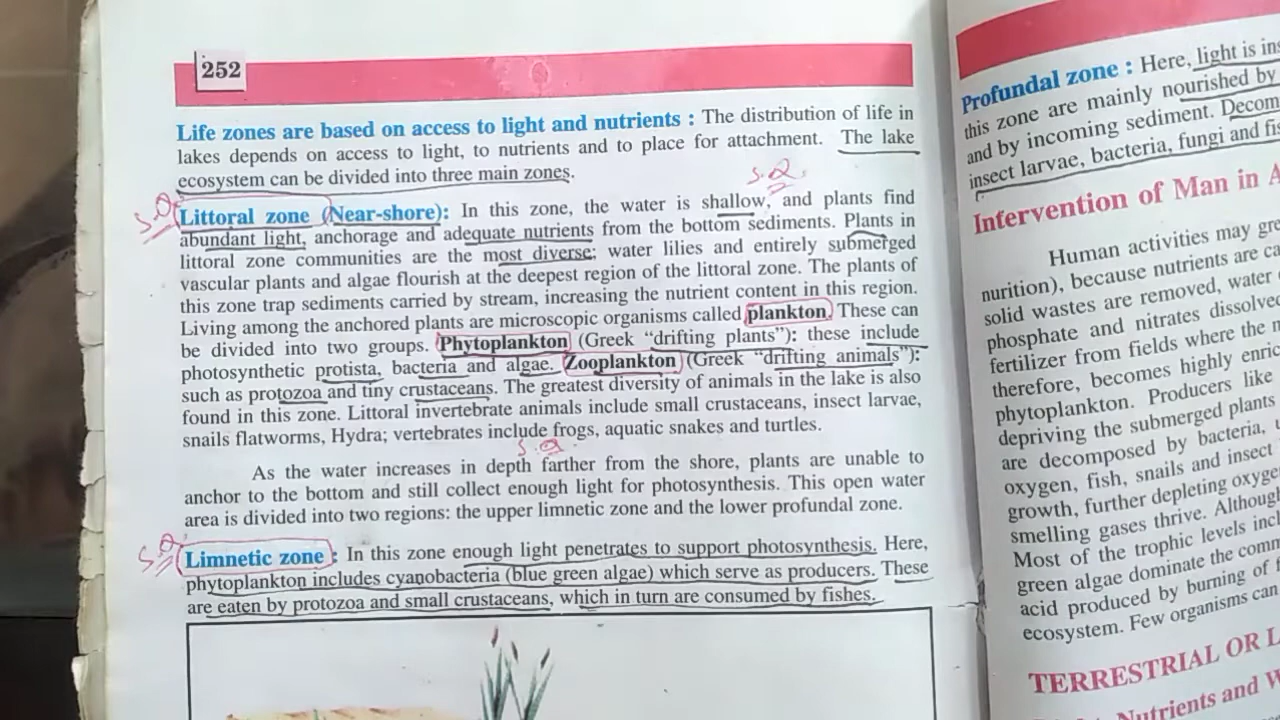 252
Life zones are based on access to light and nutrients : The distribution of life in
lakes depends on access to light, to nutrients and to place for attachment. The lake
ecosystem can be divided into three main zones.
S.Q.
S.Q
Littoral zone (Near-shore): In this zone, the water is shallow, and plants find
abundant light, anchorage and adequate nutrients from the bottom sediments. Plants in
littoral zone communities are the most diverse; water lilies and entirely submerged
vascular plants and algae flourish at the deepest region of the littoral zone. The plants of
this zone trap sediments carried by stream, increasing the nutrient content in this region.
Living among the anchored plants are microscopic organisms called plankton. These can
be divided into two groups. Phytoplankton (Greek “drifting plants”): these include
photosynthetic protista, bacteria and algae. Zooplankton (Greek “drifting animals”):
such as protozoa and tiny crustaceans. The greatest diversity of animals in the lake is also
found in this zone. Littoral invertebrate animals include small crustaceans, insect larvae,
snails flatworms, Hydra; vertebrates include frogs, aquatic snakes and turtles.
S.Q
As the water increases in depth farther from the shore, plants are unable to
anchor to the bottom and still collect enough light for photosynthesis. This open water
area is divided into two regions: the upper limnetic zone and the lower profundal zone.
S.Q
Limnetic zone : In this zone enough light penetrates to support photosynthesis. Here,
phytoplankton includes cyanobacteria (blue green algae) which serve as producers. These
are eaten by protozoa and small crustaceans, which in turn are consumed by fishes.
Profundal zone : Here, light is
this zone are mainly nourished by
and by incoming sediment.
insect larvae, bacteria, fungi and
Intervention of Man in
Human activities may
nurition), because nutrients are
solid wastes are removed, water
phosphate and nitrates
fertilizer from fields where the
therefore, becomes highly
phytoplankton. Producers like
depriving the submerged plants
are decomposed by bacteria,
oxygen, fish, snails and insect
growth, further depleting
smelling gases thrive.
Most of the trophic levels
green algae dominate the
acid produced by burning of
ecosystem. Few organisms can
TERRESTRIAL OR
Nutrients and